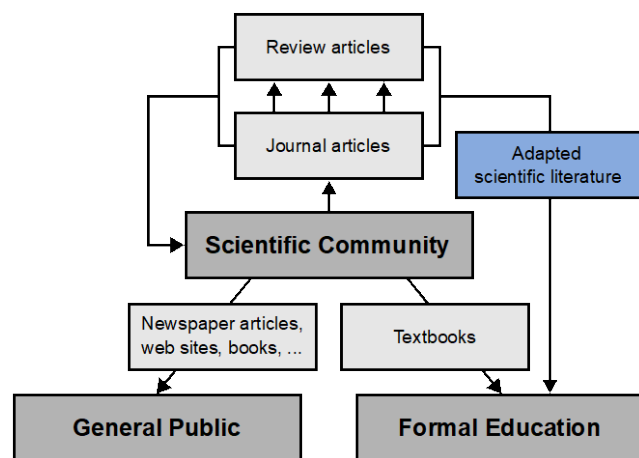 Review articles
Journal articles
Adapted
scientific literature
Scientific Community
Newspaper articles,
web sites, books, ...
Textbooks
General Public
Formal Education